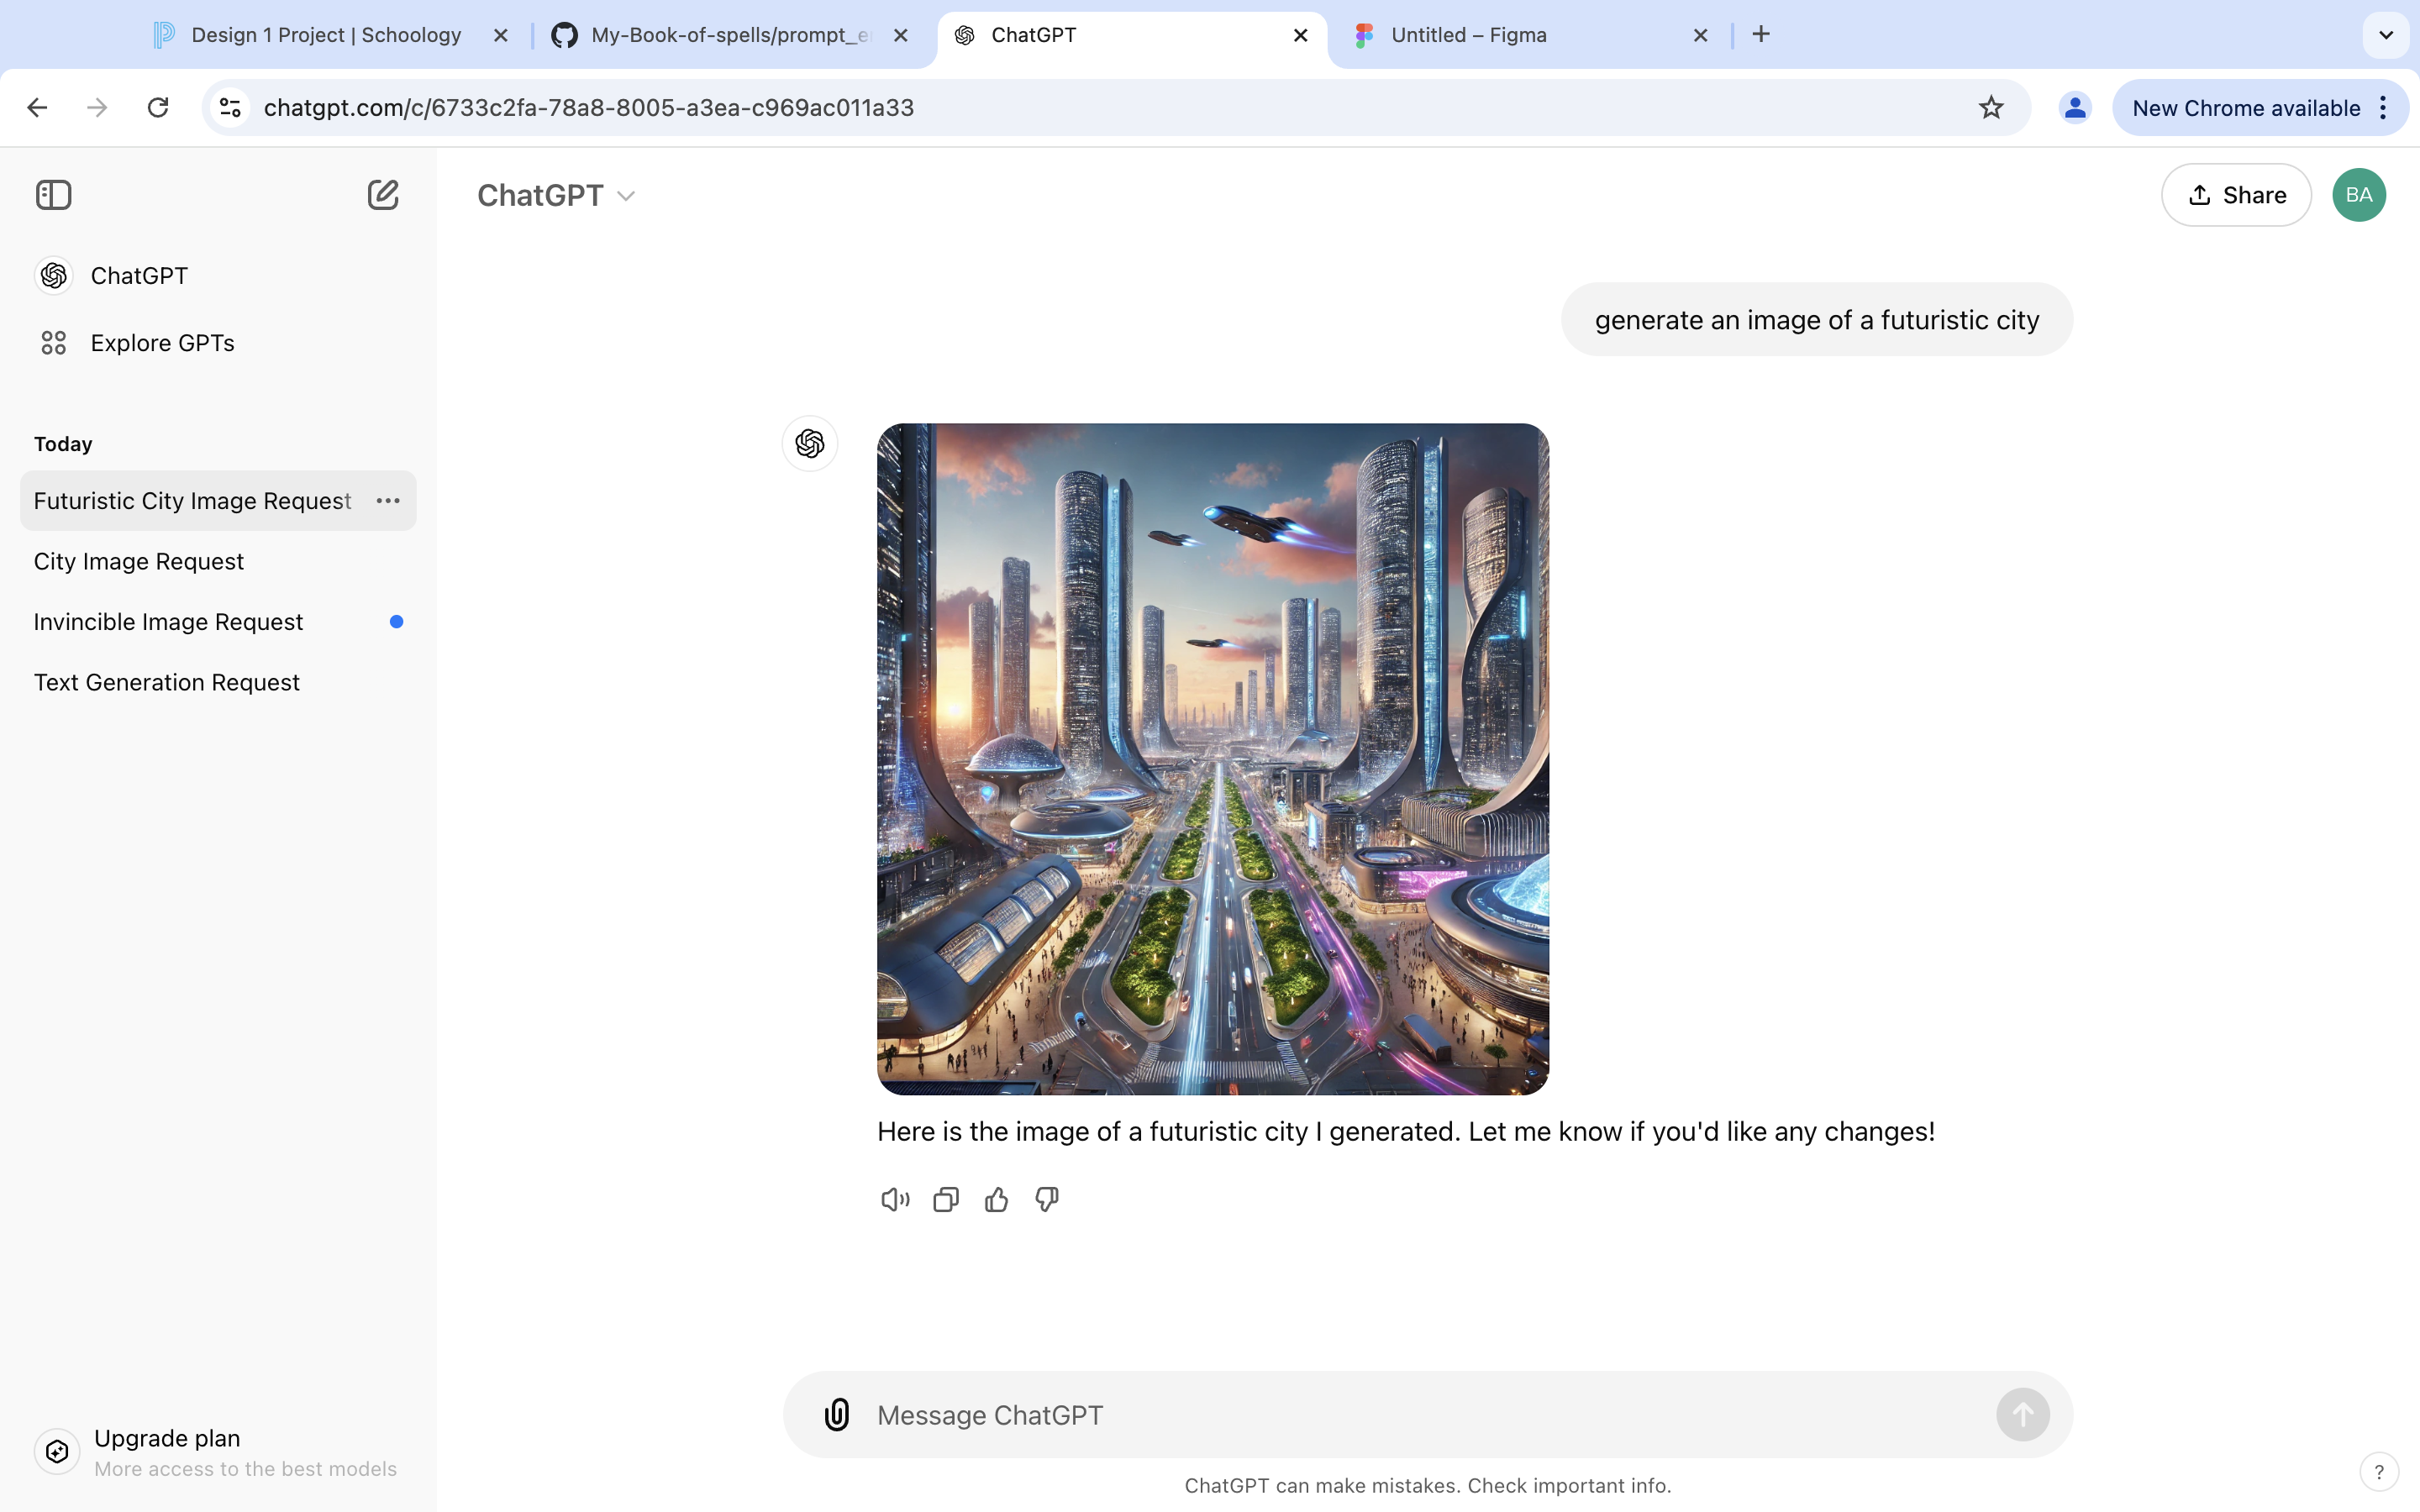 Design 1 Project | Schoology
My-Book-of-spells/prompt_e
ChatGPT
Untitled – Figma
chatgpt.com/c/6733c2fa-78a8-8005-a3ea-c969ac011a33
New Chrome available
ChatGPT
Share
BA
ChatGPT
Explore GPTs
Today
Futuristic City Image Request
City Image Request
Invincible Image Request
Text Generation Request
generate an image of a futuristic city
Here is the image of a futuristic city I generated. Let me know if you'd like any changes!
Message ChatGPT
Upgrade plan
More access to the best models
ChatGPT can make mistakes. Check important info.
?